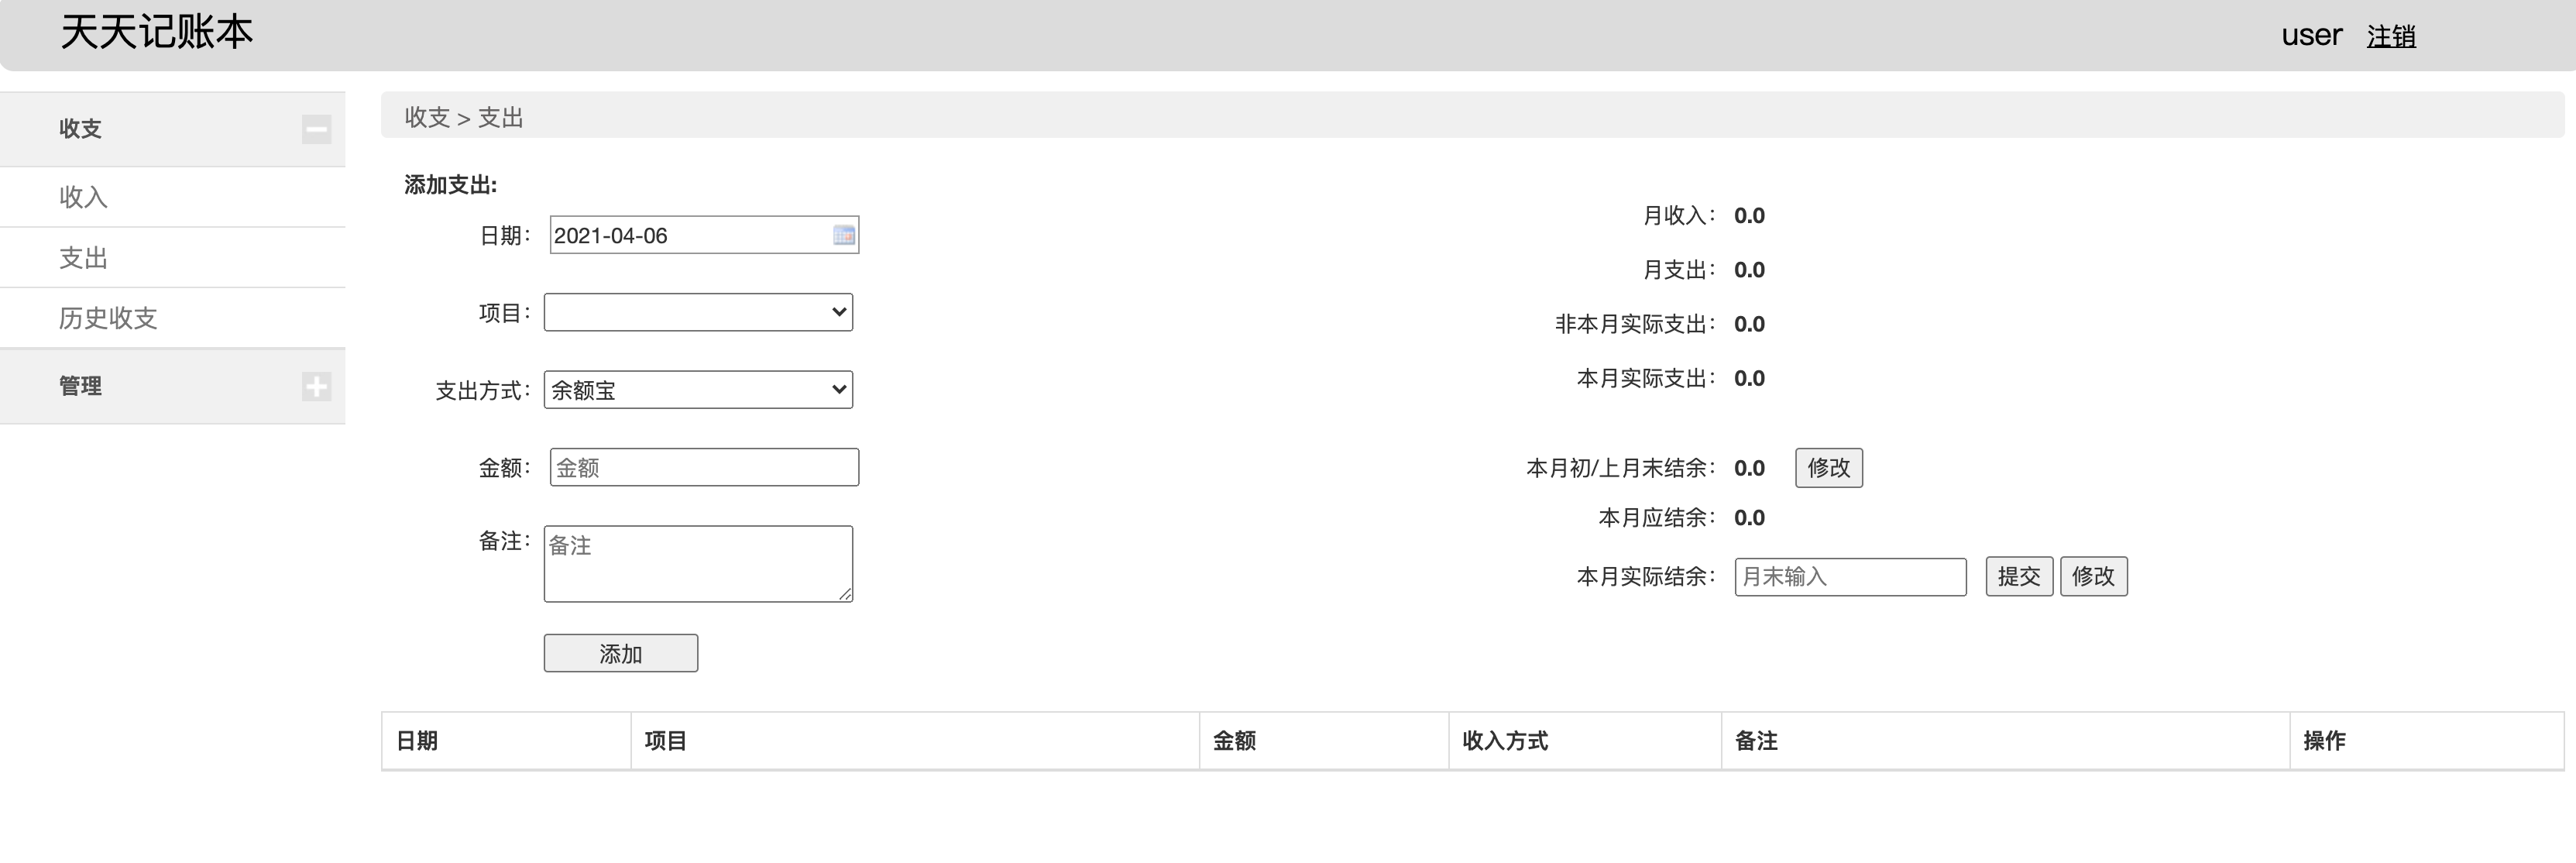 天天记账本
user 注销
收支
收入
支出
历史收支
管理
收支 > 支出
添加支出:
日期: 2021-04-06
项目:
支出方式: 余额宝
金额: 金额
备注: 备注
添加
月收入: 0.0
月支出: 0.0
非本月实际支出: 0.0
本月实际支出: 0.0
本月初/上月末结余: 0.0 修改
本月应结余: 0.0
本月实际结余: 月末输入 提交 修改
日期 项目 金额 收入方式 备注 操作